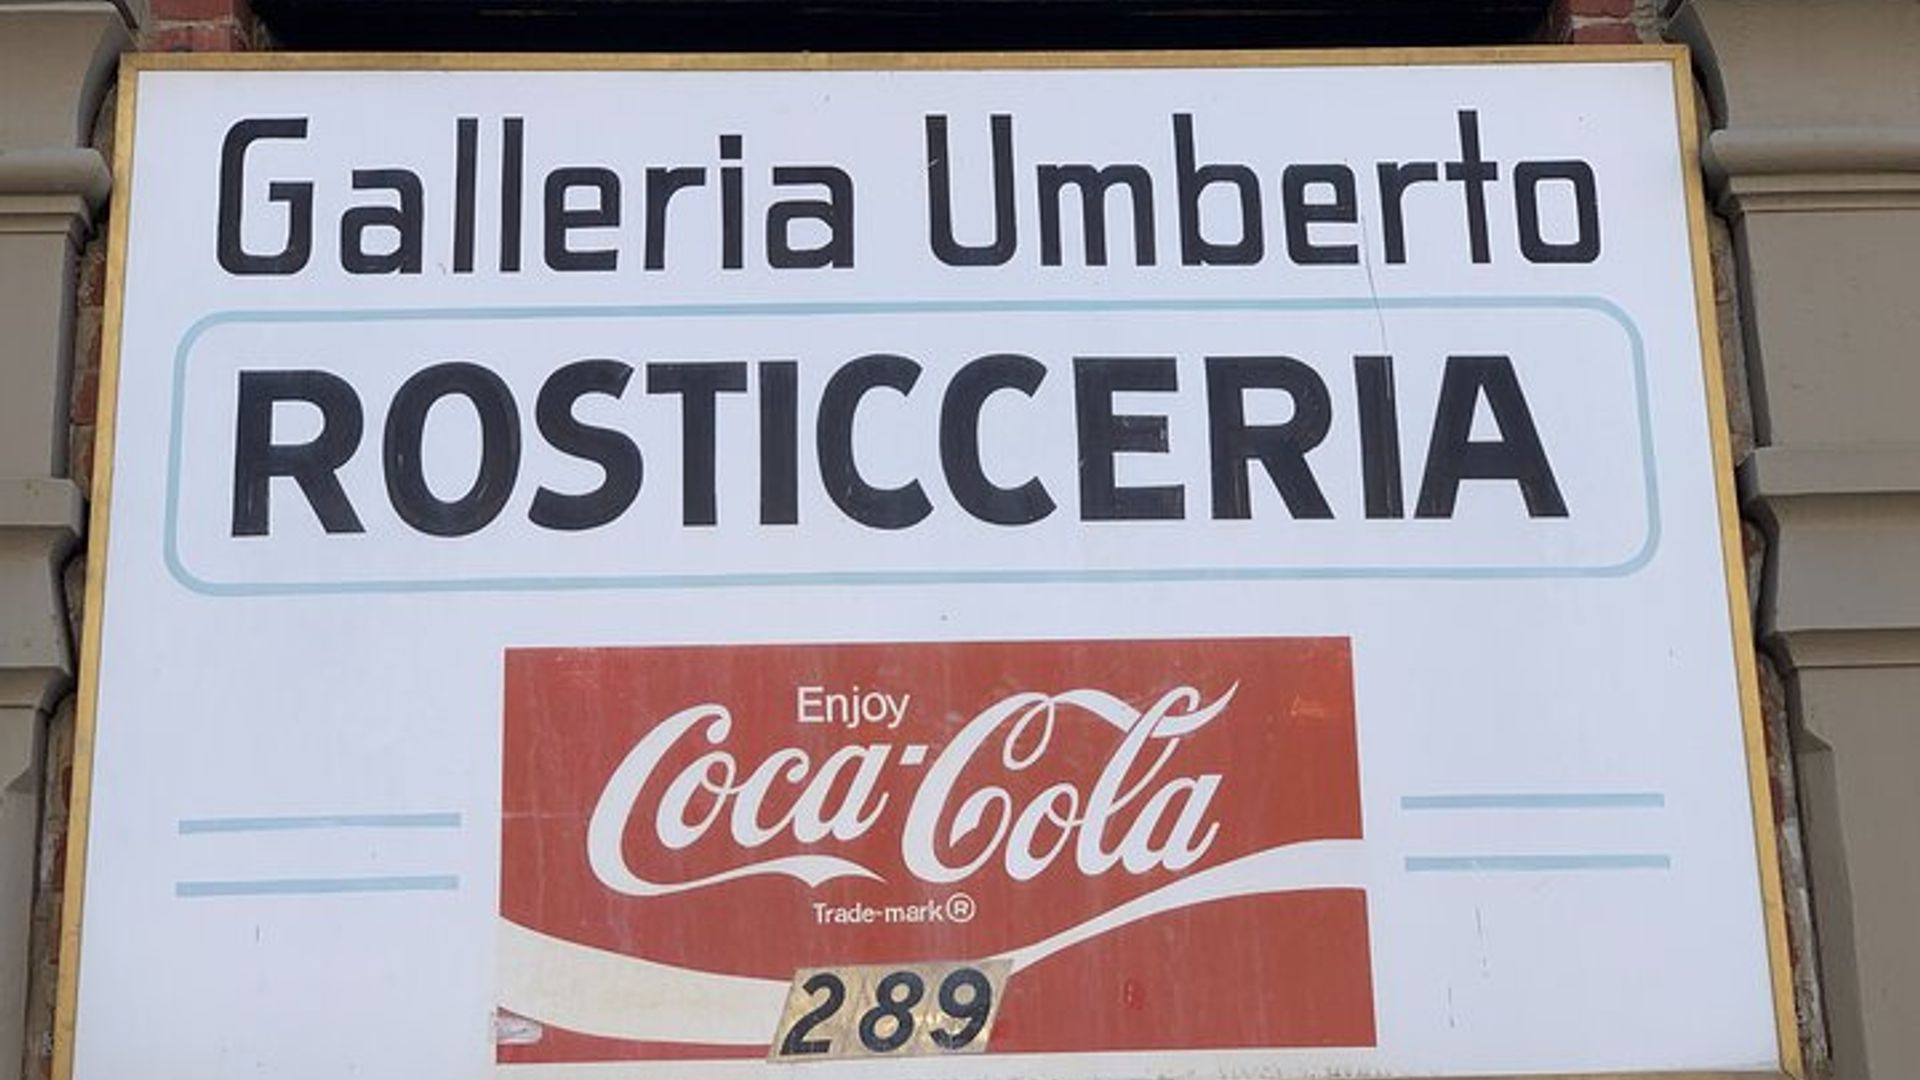 Galleria Umberto
ROSTICCERIA
Enjoy
Coca-Cola
Trade-mark®
289